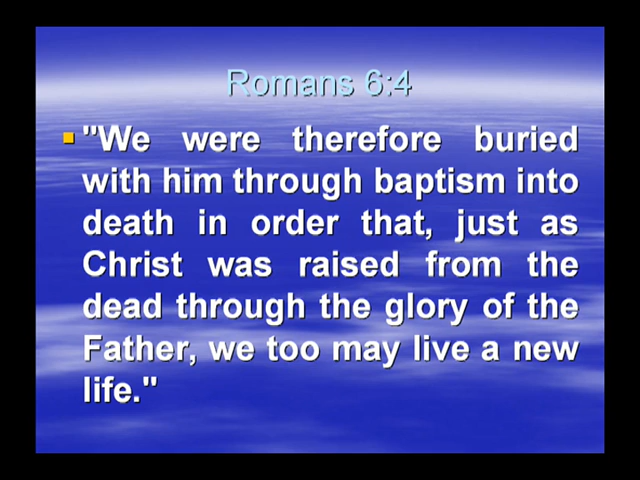 Romans 6:4
"We were therefore buried
with him through baptism into
death in order that, just as
Christ was raised from the
dead through the glory of the
Father, we too may live a new
life."